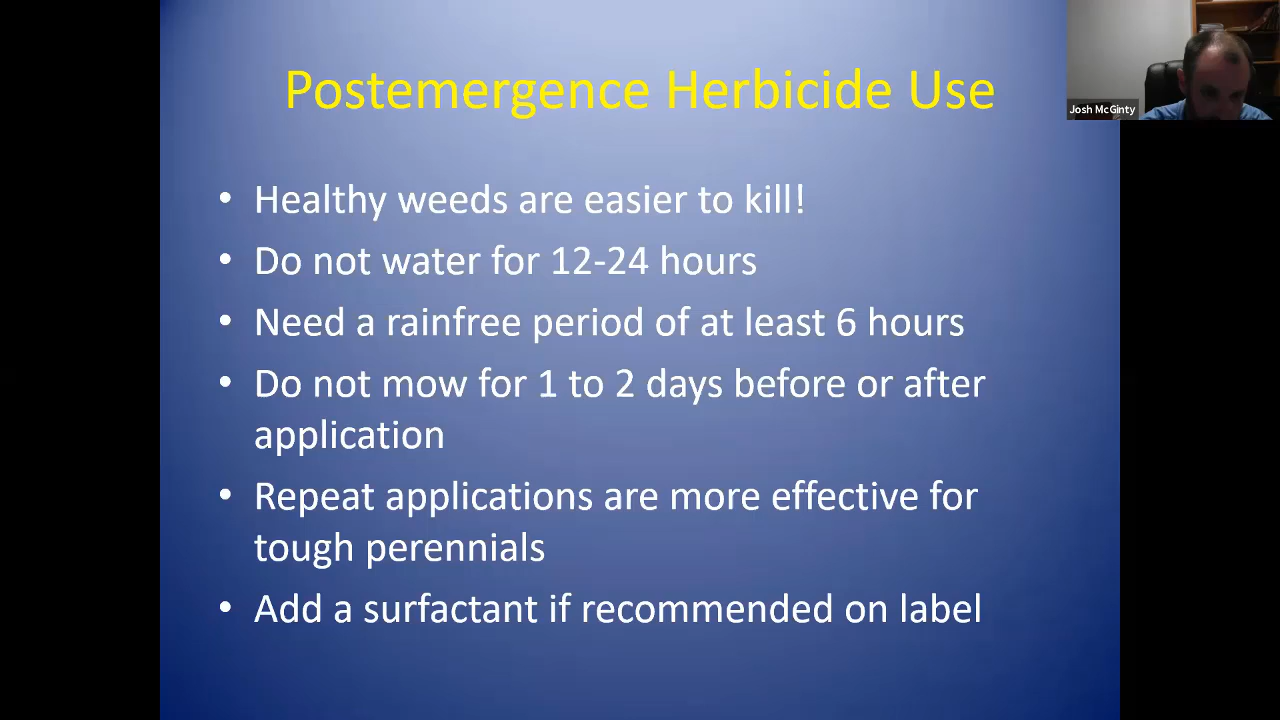 Postemergence Herbicide Use
Josh McGinty
• Healthy weeds are easier to kill!
• Do not water for 12-24 hours
• Need a rainfree period of at least 6 hours
• Do not mow for 1 to 2 days before or after
application
• Repeat applications are more effective for
tough perennials
• Add a surfactant if recommended on label